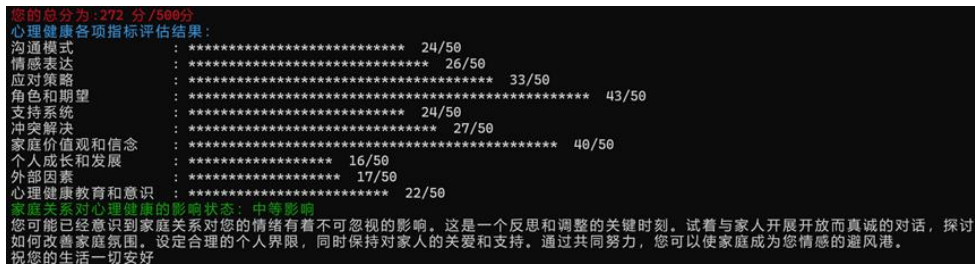 您的总分为:272 分/500分
心理健康各项指标评估结果:
沟通模式 : *************************** 24/50
情感表达 : ****************************** 26/50
应对策略 : ************************************** 33/50
角色和期望 : ************************************************** 43/50
支持系统 : *************************** 24/50
冲突解决 : ******************************* 27/50
家庭价值观和信念 : ********************************************** 40/50
个人成长和发展 : ****************** 16/50
外部因素 : ******************* 17/50
心理健康教育和意识 : ************************* 22/50
家庭关系对心理健康的影响状态: 中等影响
您可能已经意识到家庭关系对您的情绪有着不可忽视的影响。这是一个反思和调整的关键时刻。试着与家人开展开放而真诚的对话，探讨
如何改善家庭氛围。设定合理的个人界限，同时保持对家人的关爱和支持。通过共同努力，您可以使家庭成为您情感的避风港。
祝您的生活一切安好